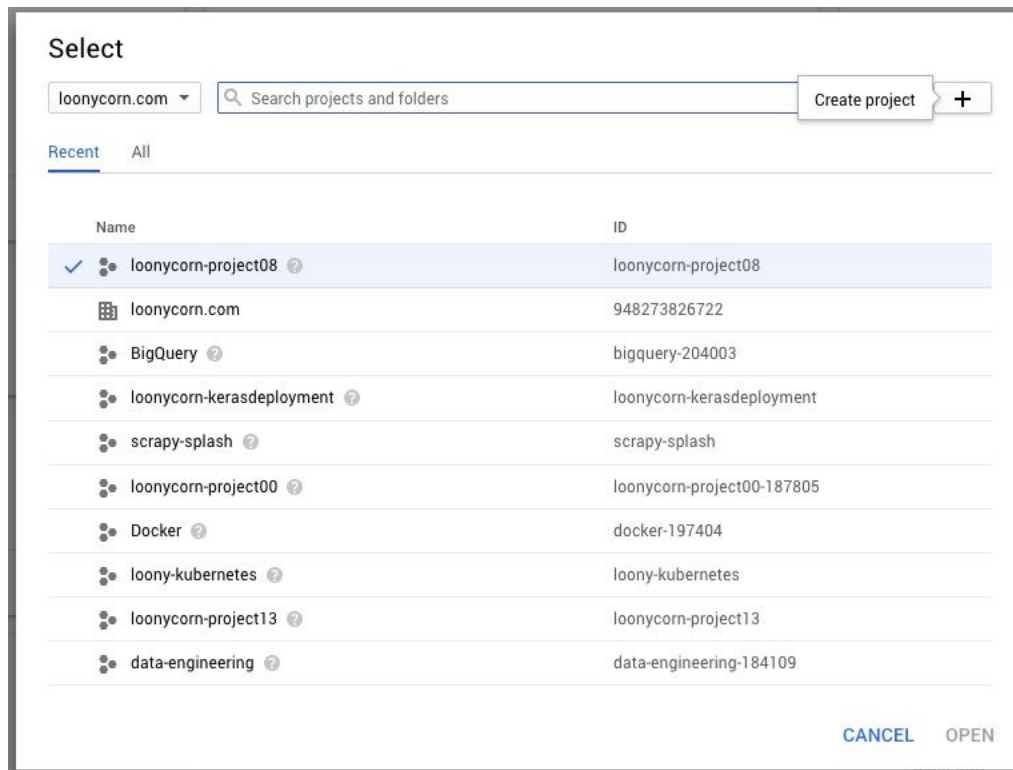 Select
loonycorn.com Search projects and folders Create project +
Recent All
Name ID
loonycorn-project08 loonycorn-project08
loonycorn.com 948273826722
BigQuery bigquery-204003
loonycorn-kerasdeployment loonycorn-kerasdeployment
scrapy-splash scrapy-splash
loonycorn-project00 loonycorn-project00-187805
Docker docker-197404
loony-kubernetes loony-kubernetes
loonycorn-project13 loonycorn-project13
data-engineering data-engineering-184109
CANCEL OPEN